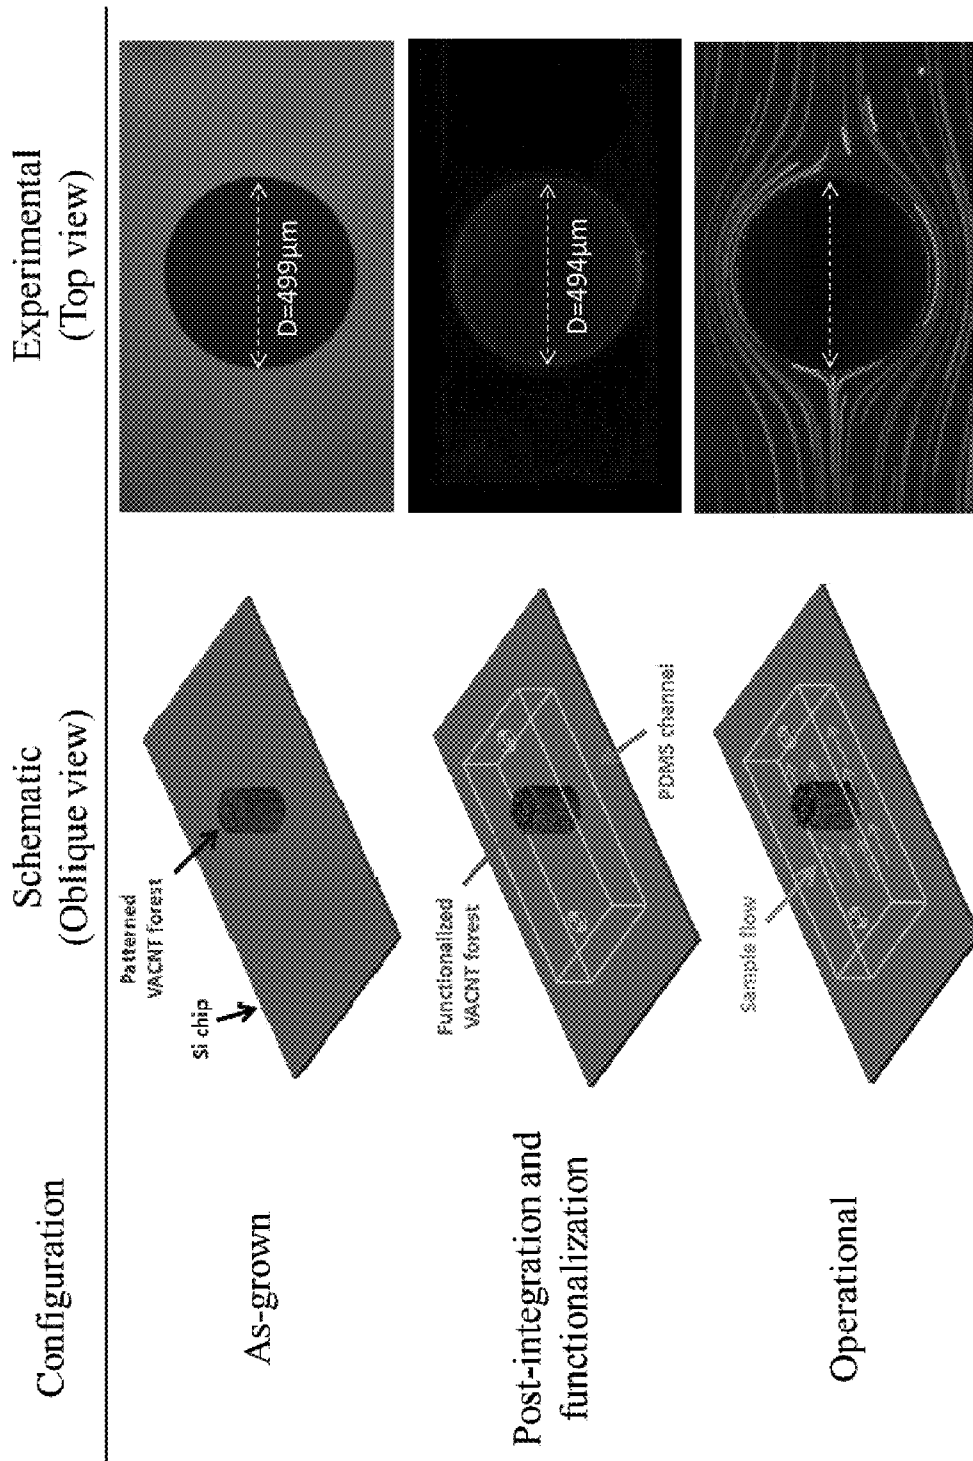 Configuration
Schematic
(Oblique view)
Experimental
(Top view)
As-grown
Si chip
Patterned
VACNT forest
D=499μm
Post-integration and
functionalization
Functionalized
VACNT forest
PDMS channel
D=494μm
Operational
Sample flow